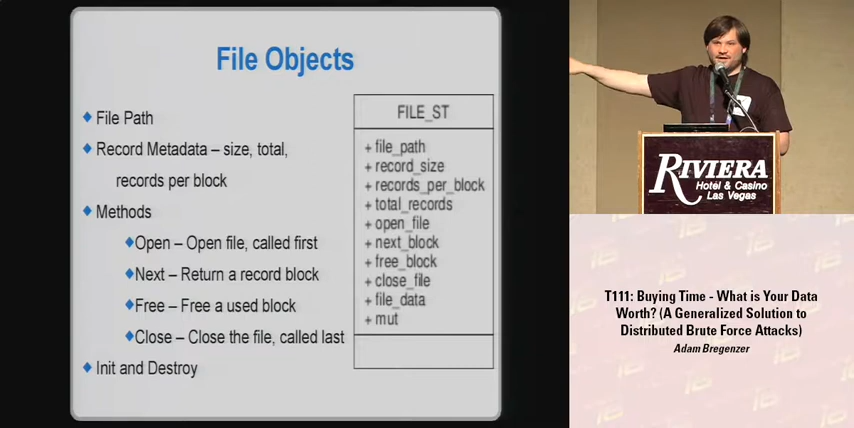 File Objects
File Path
Record Metadata – size, total,
records per block
Methods
Open – Open file, called first
Next – Return a record block
Free – Free a used block
Close – Close the file, called last
Init and Destroy
FILE_ST
+ file_path
+ record_size
+ records_per_block
+ total_records
+ open_file
+ next_block
+ free_block
+ close_file
+ file_data
+ mut
RIVIERA
Hotel & Casino
Las Vegas
T111: Buying Time - What is Your Data
Worth? (A Generalized Solution to
Distributed Brute Force Attacks)
Adam Bregenzer